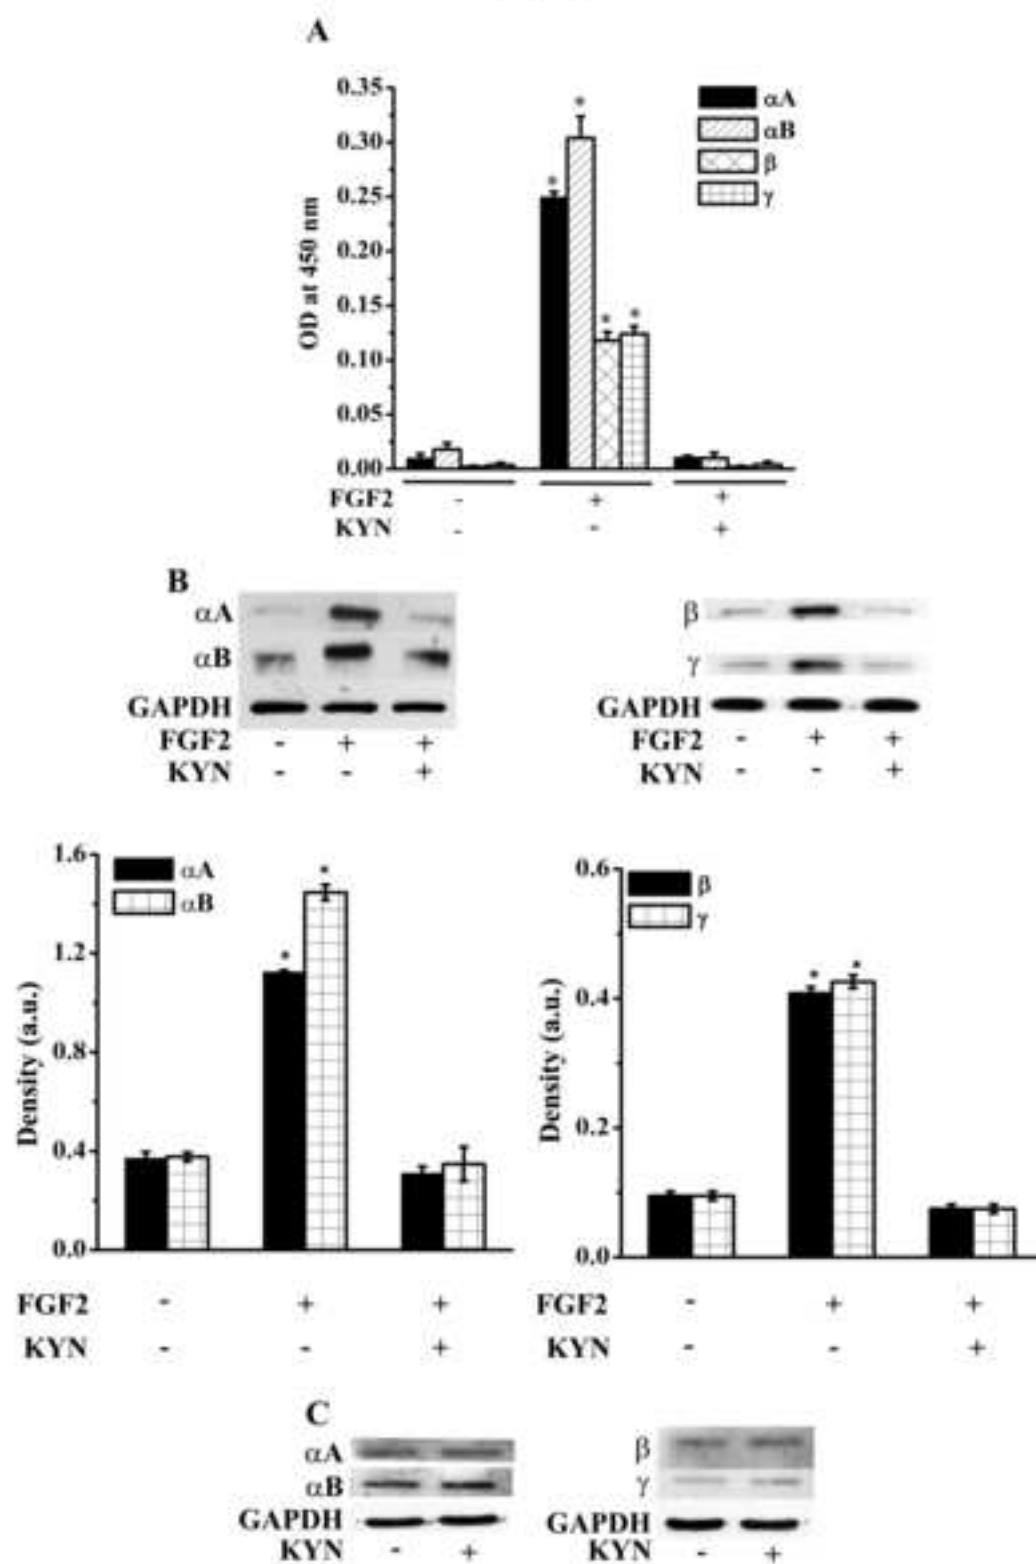 A
0.35
0.30
0.25
0.20
0.15
0.10
0.05
0.00
OD at 450 nm
* * * *
αA
αB
β
γ
FGF2 - + +
KYN - - +
B
αA
αB
GAPDH
FGF2 - + +
KYN - - +
β
γ
GAPDH
FGF2 - + +
KYN - - +
1.6
1.2
0.8
0.4
0.0
Density (a.u.)
αA
αB
* *
FGF2 - + +
KYN - - +
0.6
0.4
0.2
0.0
Density (a.u.)
β
γ
* *
FGF2 - + +
KYN - - +
C
αA
αB
GAPDH
KYN - +
β
γ
GAPDH
KYN - +